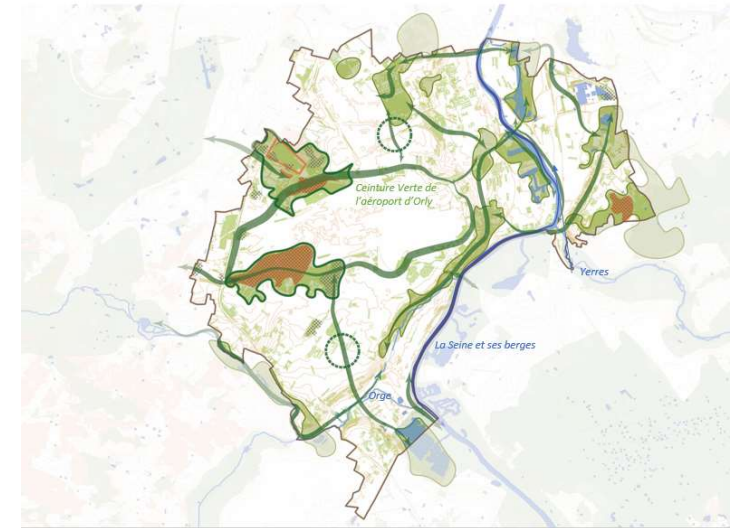 Ceinture Verte de
l'aéroport d'Orly
Yerres
La Seine et ses berges
Orge